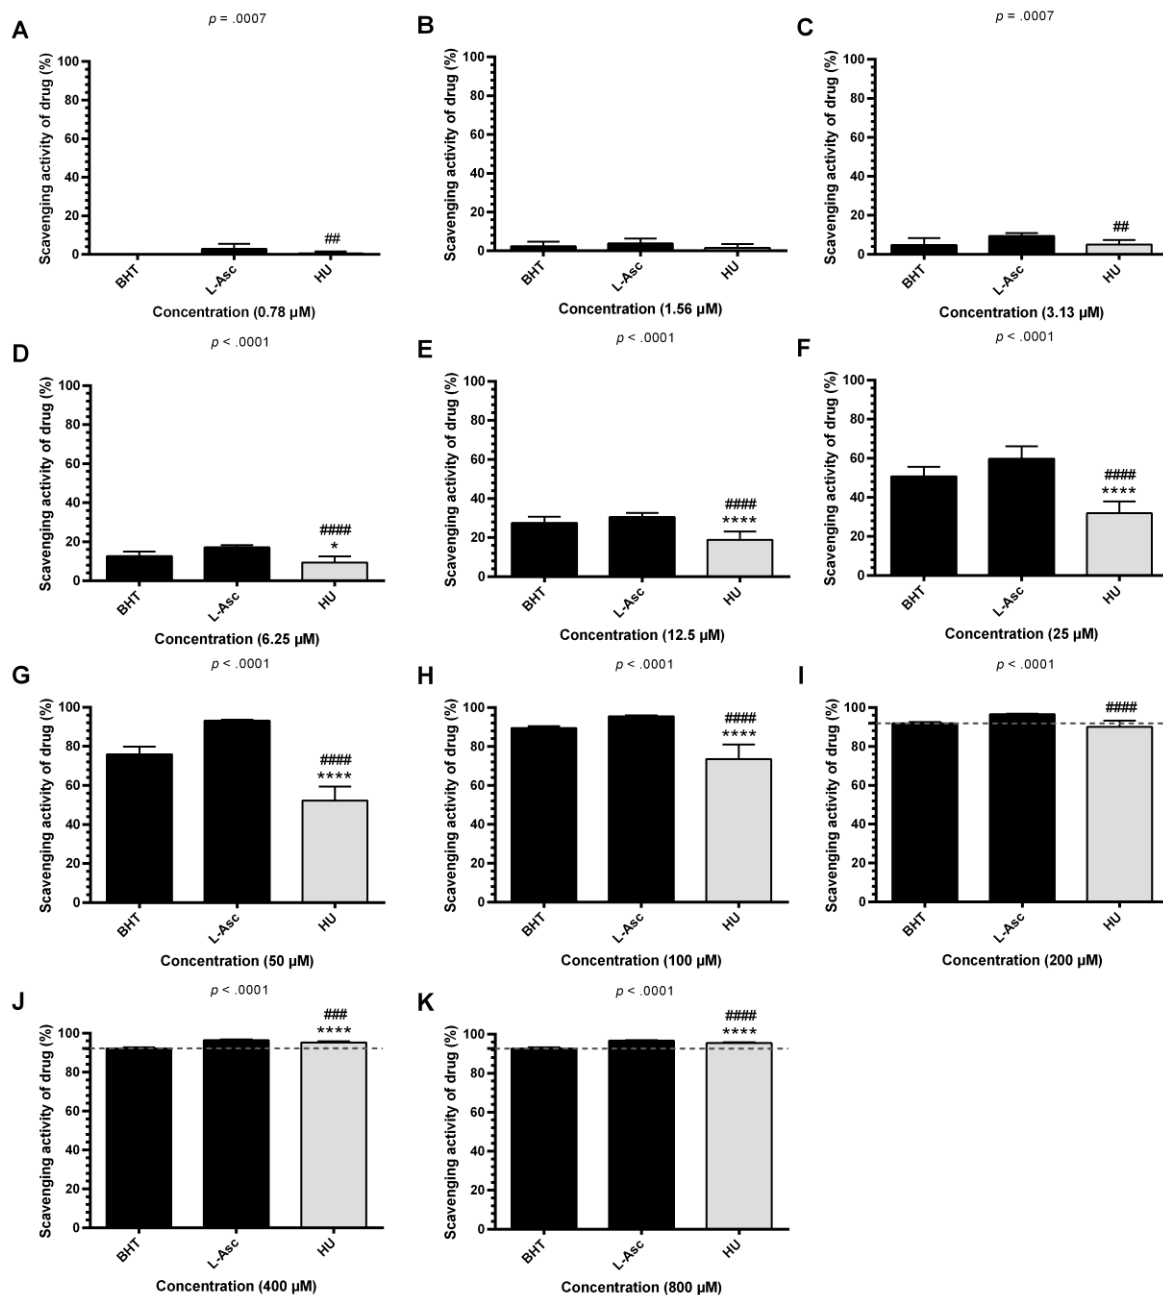 A
p = .0007
Scavenging activity of drug (%)
100
80
60
40
20
0
##
BHT
L-Asc
HU
Concentration (0.78 µM)
B
Scavenging activity of drug (%)
100
80
60
40
20
0
BHT
L-Asc
HU
Concentration (1.56 µM)
C
p = .0007
Scavenging activity of drug (%)
100
80
60
40
20
0
##
BHT
L-Asc
HU
Concentration (3.13 µM)
D
p < .0001
Scavenging activity of drug (%)
100
80
60
40
20
0
####
*
BHT
L-Asc
HU
Concentration (6.25 µM)
E
p < .0001
Scavenging activity of drug (%)
100
80
60
40
20
0
####
****
BHT
L-Asc
HU
Concentration (12.5 µM)
F
p < .0001
Scavenging activity of drug (%)
100
80
60
40
20
0
####
****
BHT
L-Asc
HU
Concentration (25 µM)
G
p < .0001
Scavenging activity of drug (%)
100
80
60
40
20
0
####
****
BHT
L-Asc
HU
Concentration (50 µM)
H
p < .0001
Scavenging activity of drug (%)
100
80
60
40
20
0
####
****
BHT
L-Asc
HU
Concentration (100 µM)
I
p < .0001
Scavenging activity of drug (%)
100
80
60
40
20
0
####
BHT
L-Asc
HU
Concentration (200 µM)
J
p < .0001
Scavenging activity of drug (%)
100
80
60
40
20
0
###
****
BHT
L-Asc
HU
Concentration (400 µM)
K
p < .0001
Scavenging activity of drug (%)
100
80
60
40
20
0
####
****
BHT
L-Asc
HU
Concentration (800 µM)